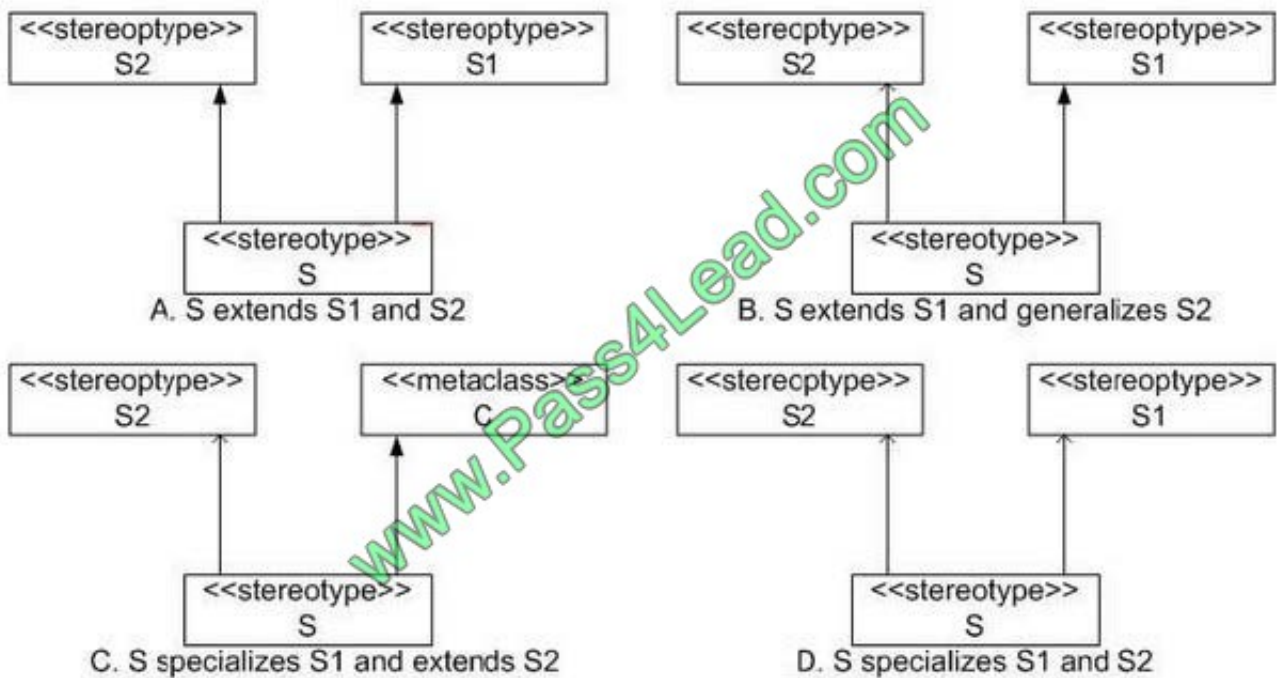 <<stereoptype>>
S2
<<stereoptype>>
S1
<<stereotype>>
S
A. S extends S1 and S2
<<sterecptype>>
S2
<<stereoptype>>
S1
<<stereotype>>
S
B. S extends S1 and generalizes S2
<<stereoptype>>
S2
<<metaclass>>
C
<<stereotype>>
S
C. S specializes S1 and extends S2
<<sterecptype>>
S2
<<stereoptype>>
S1
<<stereotype>>
S
D. S specializes S1 and S2
www.Pass4Lead.com